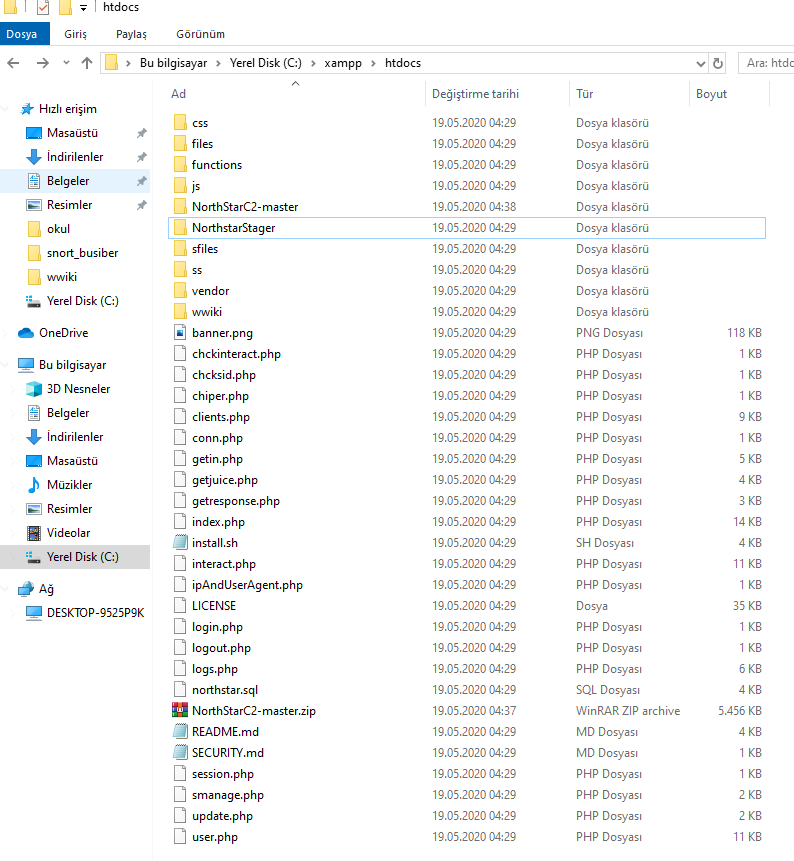 htdocs
Dosya Giriş Paylaş Görünüm
Bu bilgisayar Yerel Disk (C:) xampp htdocs Ara: htdo
Ad Değiştirme tarihi Tür Boyut
Hızlı erişim
Masaüstü
İndirilenler
Belgeler
Resimler
okul
snort_busiber
wwiki
Yerel Disk (C:)
OneDrive
Bu bilgisayar
3D Nesneler
Belgeler
İndirilenler
Masaüstü
Müzikler
Resimler
Videolar
Yerel Disk (C:)
Ağ
DESKTOP-9525P9K
css 19.05.2020 04:29 Dosya klasörü
files 19.05.2020 04:29 Dosya klasörü
functions 19.05.2020 04:29 Dosya klasörü
js 19.05.2020 04:29 Dosya klasörü
NorthStarC2-master 19.05.2020 04:38 Dosya klasörü
NorthstarStager 19.05.2020 04:29 Dosya klasörü
sfiles 19.05.2020 04:29 Dosya klasörü
ss 19.05.2020 04:29 Dosya klasörü
vendor 19.05.2020 04:29 Dosya klasörü
wwiki 19.05.2020 04:29 Dosya klasörü
banner.png 19.05.2020 04:29 PNG Dosyası 118 KB
chckinteract.php 19.05.2020 04:29 PHP Dosyası 1 KB
chcksid.php 19.05.2020 04:29 PHP Dosyası 1 KB
chiper.php 19.05.2020 04:29 PHP Dosyası 1 KB
clients.php 19.05.2020 04:29 PHP Dosyası 9 KB
conn.php 19.05.2020 04:29 PHP Dosyası 1 KB
getin.php 19.05.2020 04:29 PHP Dosyası 5 KB
getjuice.php 19.05.2020 04:29 PHP Dosyası 4 KB
getresponse.php 19.05.2020 04:29 PHP Dosyası 3 KB
index.php 19.05.2020 04:29 PHP Dosyası 14 KB
install.sh 19.05.2020 04:29 SH Dosyası 4 KB
interact.php 19.05.2020 04:29 PHP Dosyası 11 KB
ipAndUserAgent.php 19.05.2020 04:29 PHP Dosyası 1 KB
LICENSE 19.05.2020 04:29 Dosya 35 KB
login.php 19.05.2020 04:29 PHP Dosyası 1 KB
logout.php 19.05.2020 04:29 PHP Dosyası 1 KB
logs.php 19.05.2020 04:29 PHP Dosyası 6 KB
northstar.sql 19.05.2020 04:29 SQL Dosyası 4 KB
NorthStarC2-master.zip 19.05.2020 04:37 WinRAR ZIP archive 5.456 KB
README.md 19.05.2020 04:29 MD Dosyası 4 KB
SECURITY.md 19.05.2020 04:29 MD Dosyası 1 KB
session.php 19.05.2020 04:29 PHP Dosyası 1 KB
smanage.php 19.05.2020 04:29 PHP Dosyası 2 KB
update.php 19.05.2020 04:29 PHP Dosyası 2 KB
user.php 19.05.2020 04:29 PHP Dosyası 11 KB